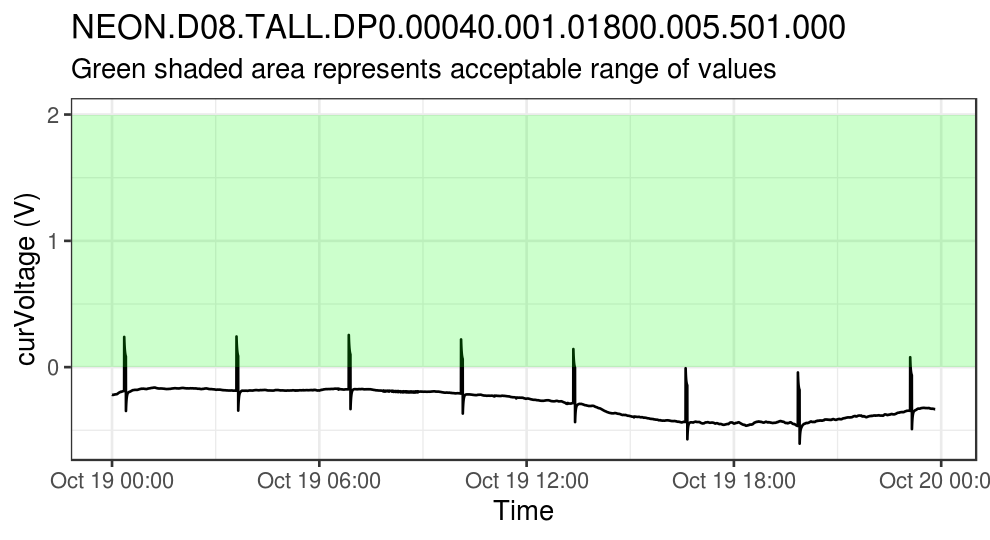 NEON.D08.TALL.DP0.00040.001.01800.005.501.000
Green shaded area represents acceptable range of values
2
1
0
curVoltage (V)
Oct 19 00:00
Oct 19 06:00
Oct 19 12:00
Oct 19 18:00
Oct 20 00:0
Time